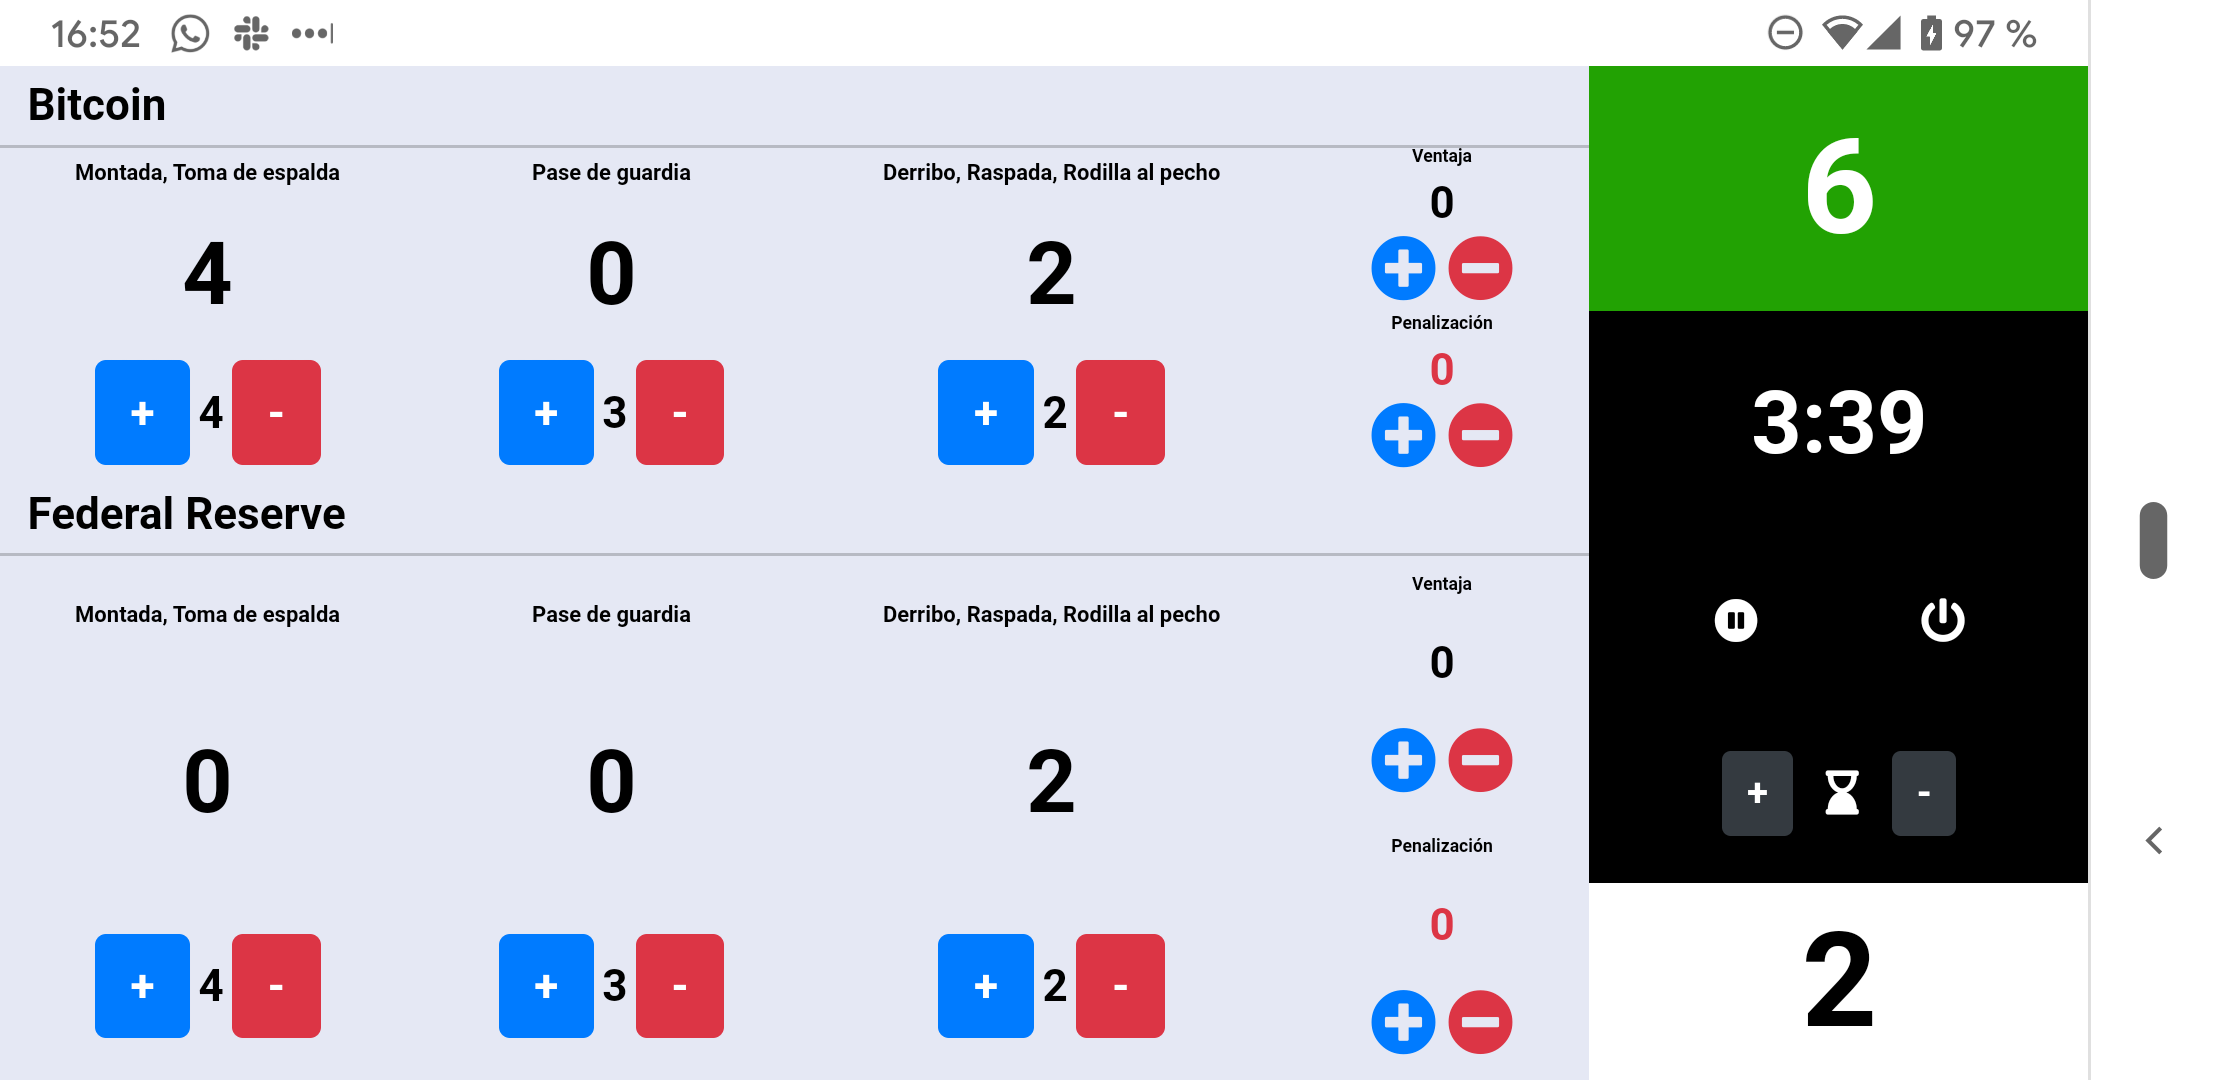 16:52
97 %
Bitcoin
Montada, Toma de espalda
Pase de guardia
Derribo, Raspada, Rodilla al pecho
Ventaja
0
4
0
2
+ -
Penalización
0
+ 4 -
+ 3 -
+ 2 -
+ -
6
3:39
Federal Reserve
Montada, Toma de espalda
Pase de guardia
Derribo, Raspada, Rodilla al pecho
Ventaja
0
0
0
2
+ -
Penalización
0
+ 4 -
+ 3 -
+ 2 -
+ -
+ -
2